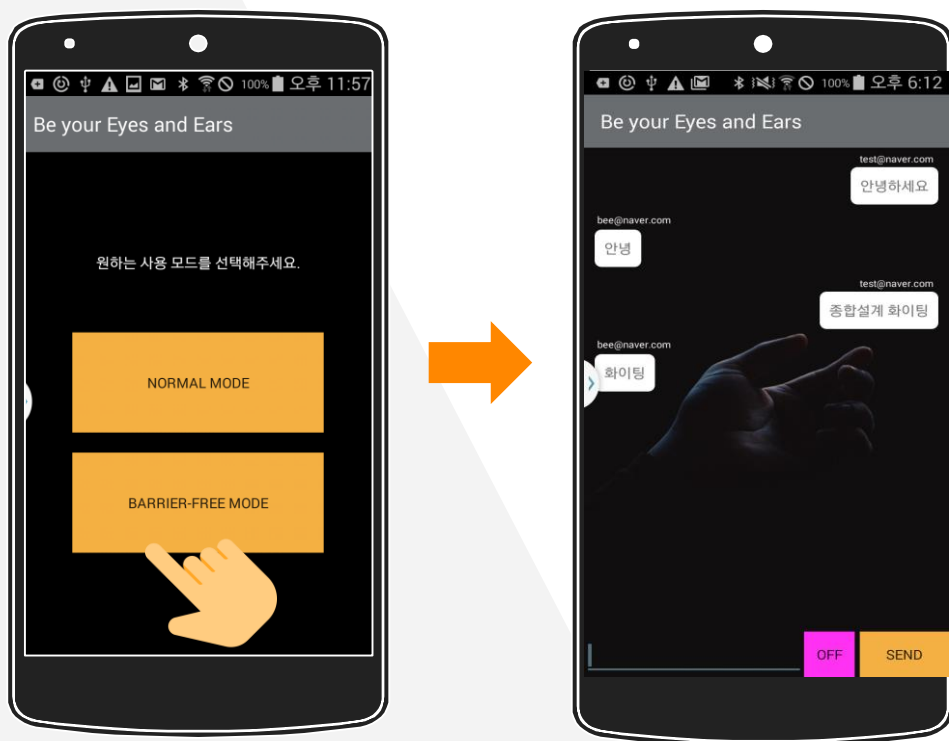 100% 오후 11:57
Be your Eyes and Ears
원하는 사용 모드를 선택해주세요.
NORMAL MODE
BARRIER-FREE MODE
100% 오후 6:12
Be your Eyes and Ears
test@naver.com
안녕하세요
bee@naver.com
안녕
test@naver.com
종합설계 화이팅
bee@naver.com
화이팅
OFF
SEND